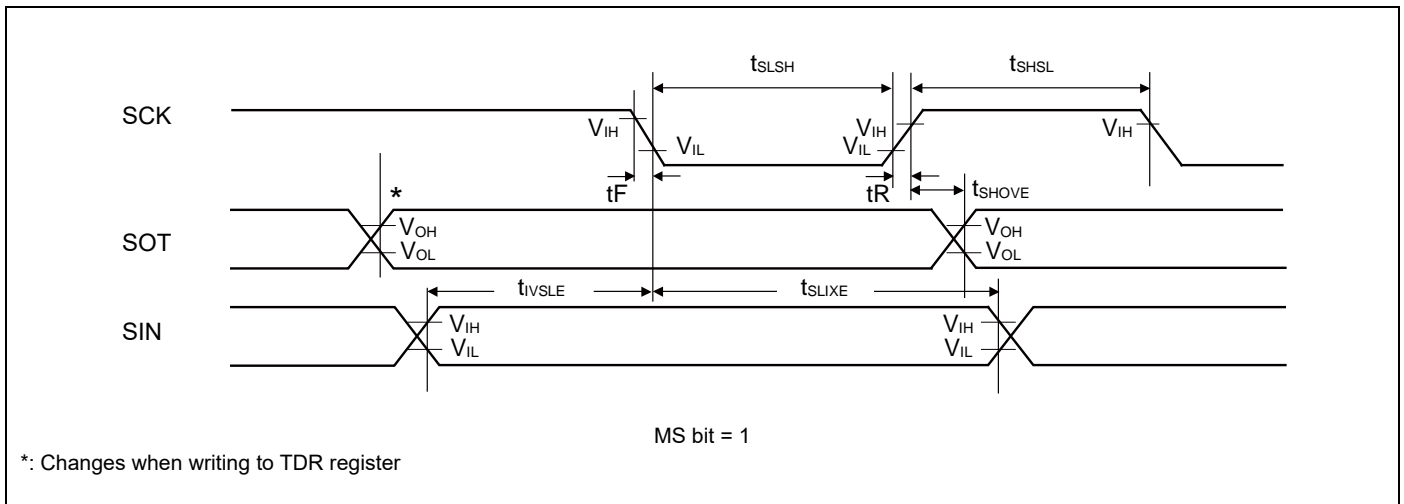 tSLSH tSHSL
SCK
VIH VIL VIH VIL VIH
tF tR tSHOVE
*
SOT
VOH VOH
VOL VOL
tIVSLE tSLIXE
SIN
VIH VIH
VIL VIL
MS bit = 1
*: Changes when writing to TDR register